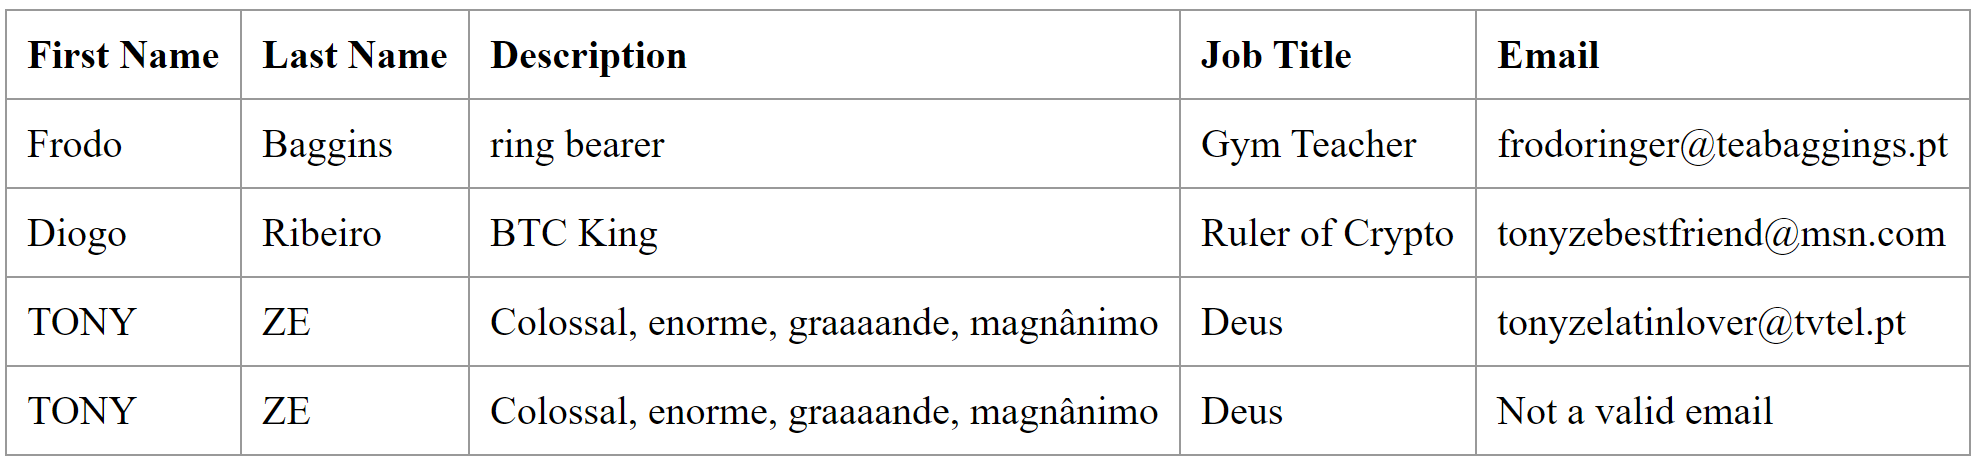 First Name Last Name Description Job Title Email
Frodo Baggins ring bearer Gym Teacher frodoringer@teabaggings.pt
Diogo Ribeiro BTC King Ruler of Crypto tonyzebestfriend@msn.com
TONY ZE Colossal, enorme, graaaande, magnânimo Deus tonyzelatinlover@tvtel.pt
TONY ZE Colossal, enorme, graaaande, magnânimo Deus Not a valid email